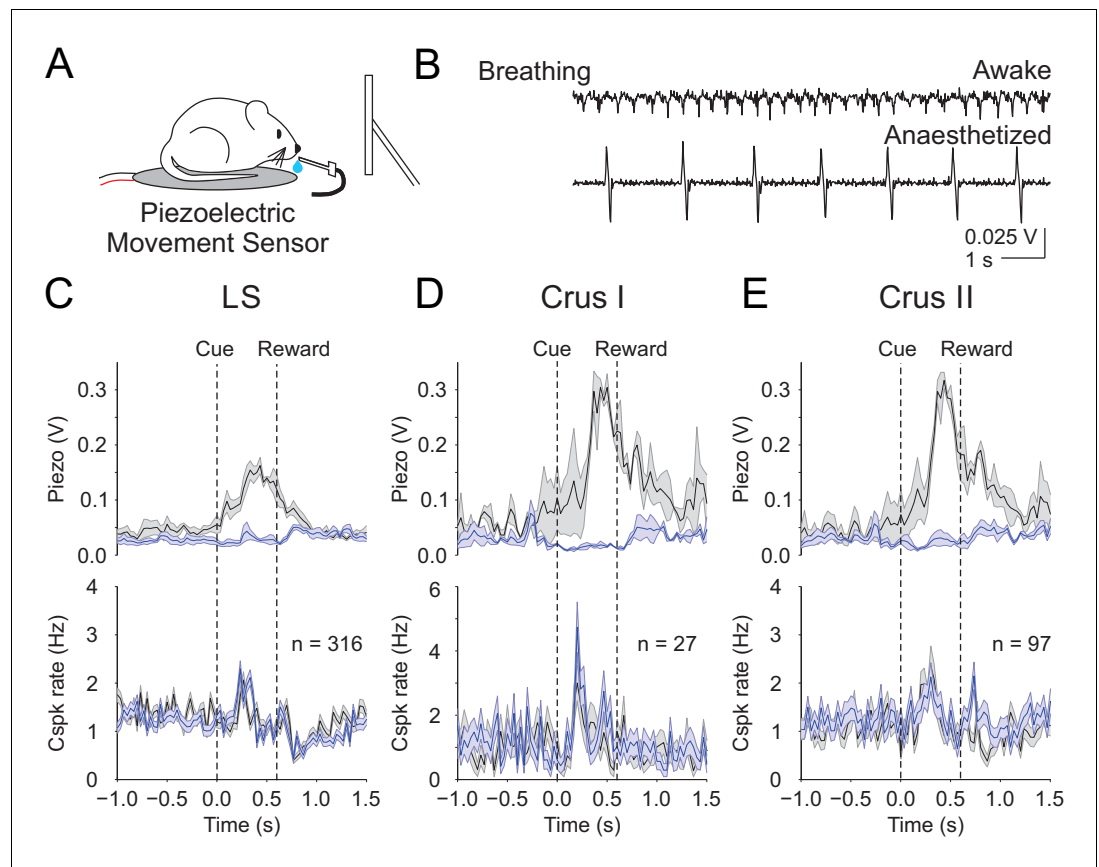 A
Piezoelectric
Movement Sensor
B
Breathing
Awake
Anaesthetized
0.025 V
1 s
C
LS
Cue
Reward
Piezo (V)
0.3
0.2
0.1
0.0
Cspk rate (Hz)
4
3
2
1
0
n = 316
−1.0 −0.5 0.0 0.5 1.0 1.5
Time (s)
D
Crus I
Cue
Reward
Piezo (V)
0.3
0.2
0.1
0.0
Cspk rate (Hz)
6
4
2
0
n = 27
−1.0 −0.5 0.0 0.5 1.0 1.5
Time (s)
E
Crus II
Cue
Reward
Piezo (V)
0.3
0.2
0.1
0.0
Cspk rate (Hz)
4
3
2
1
0
n = 97
−1.0 −0.5 0.0 0.5 1.0 1.5
Time (s)